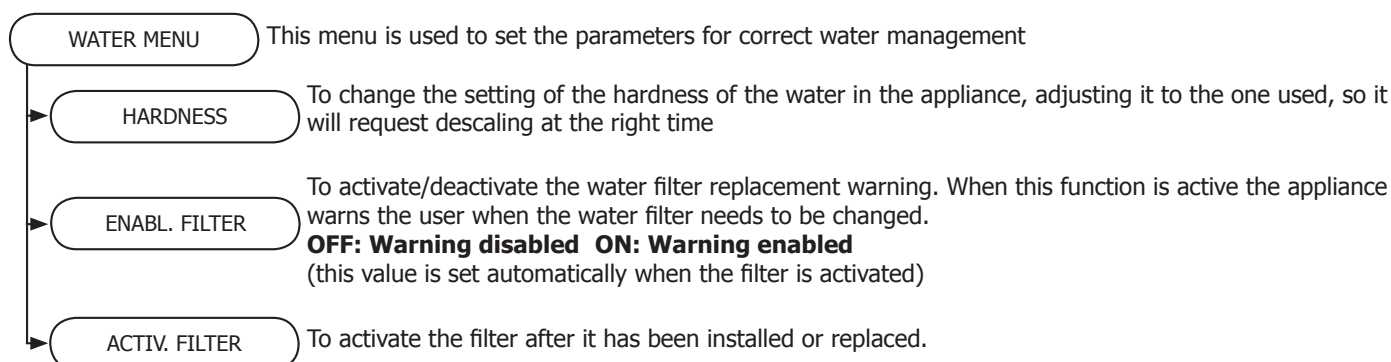 WATER MENU
This menu is used to set the parameters for correct water management
HARDNESS
To change the setting of the hardness of the water in the appliance, adjusting it to the one used, so it
will request descaling at the right time
ENABL. FILTER
To activate/deactivate the water filter replacement warning. When this function is active the appliance
warns the user when the water filter needs to be changed.
OFF: Warning disabled ON: Warning enabled
(this value is set automatically when the filter is activated)
ACTIV. FILTER
To activate the filter after it has been installed or replaced.